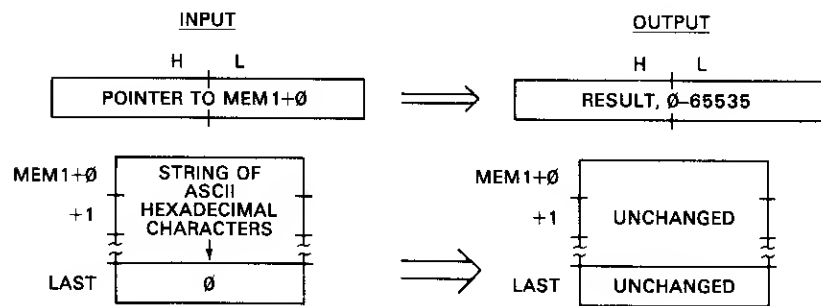 INPUT
H L
POINTER TO MEM1+Ø
MEM1+Ø
+1
STRING OF
ASCII
HEXADECIMAL
CHARACTERS
LAST
Ø
OUTPUT
H L
RESULT, Ø–65535
MEM1+Ø
+1
UNCHANGED
LAST
UNCHANGED